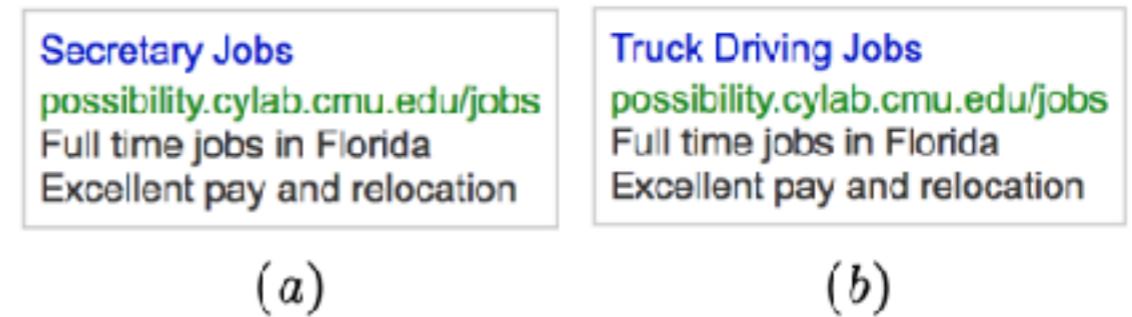 Secretary Jobs
possibility.cylab.cmu.edu/jobs
Full time jobs in Florida
Excellent pay and relocation
(a)
Truck Driving Jobs
possibility.cylab.cmu.edu/jobs
Full time jobs in Florida
Excellent pay and relocation
(b)